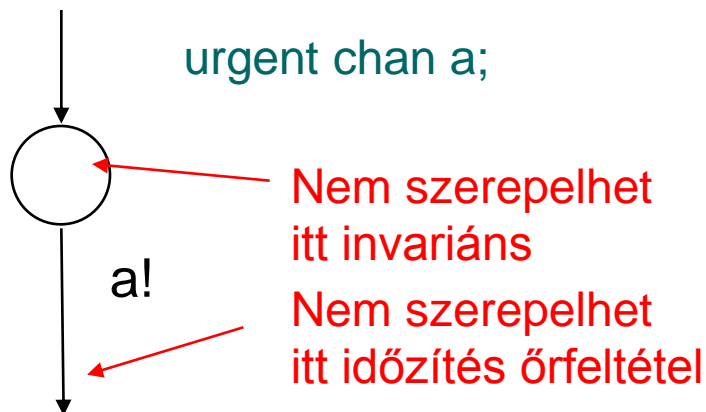 urgent chan a;
Nem szerepelhet
itt invariáns
a!
Nem szerepelhet
itt időzítés őrfeltétel